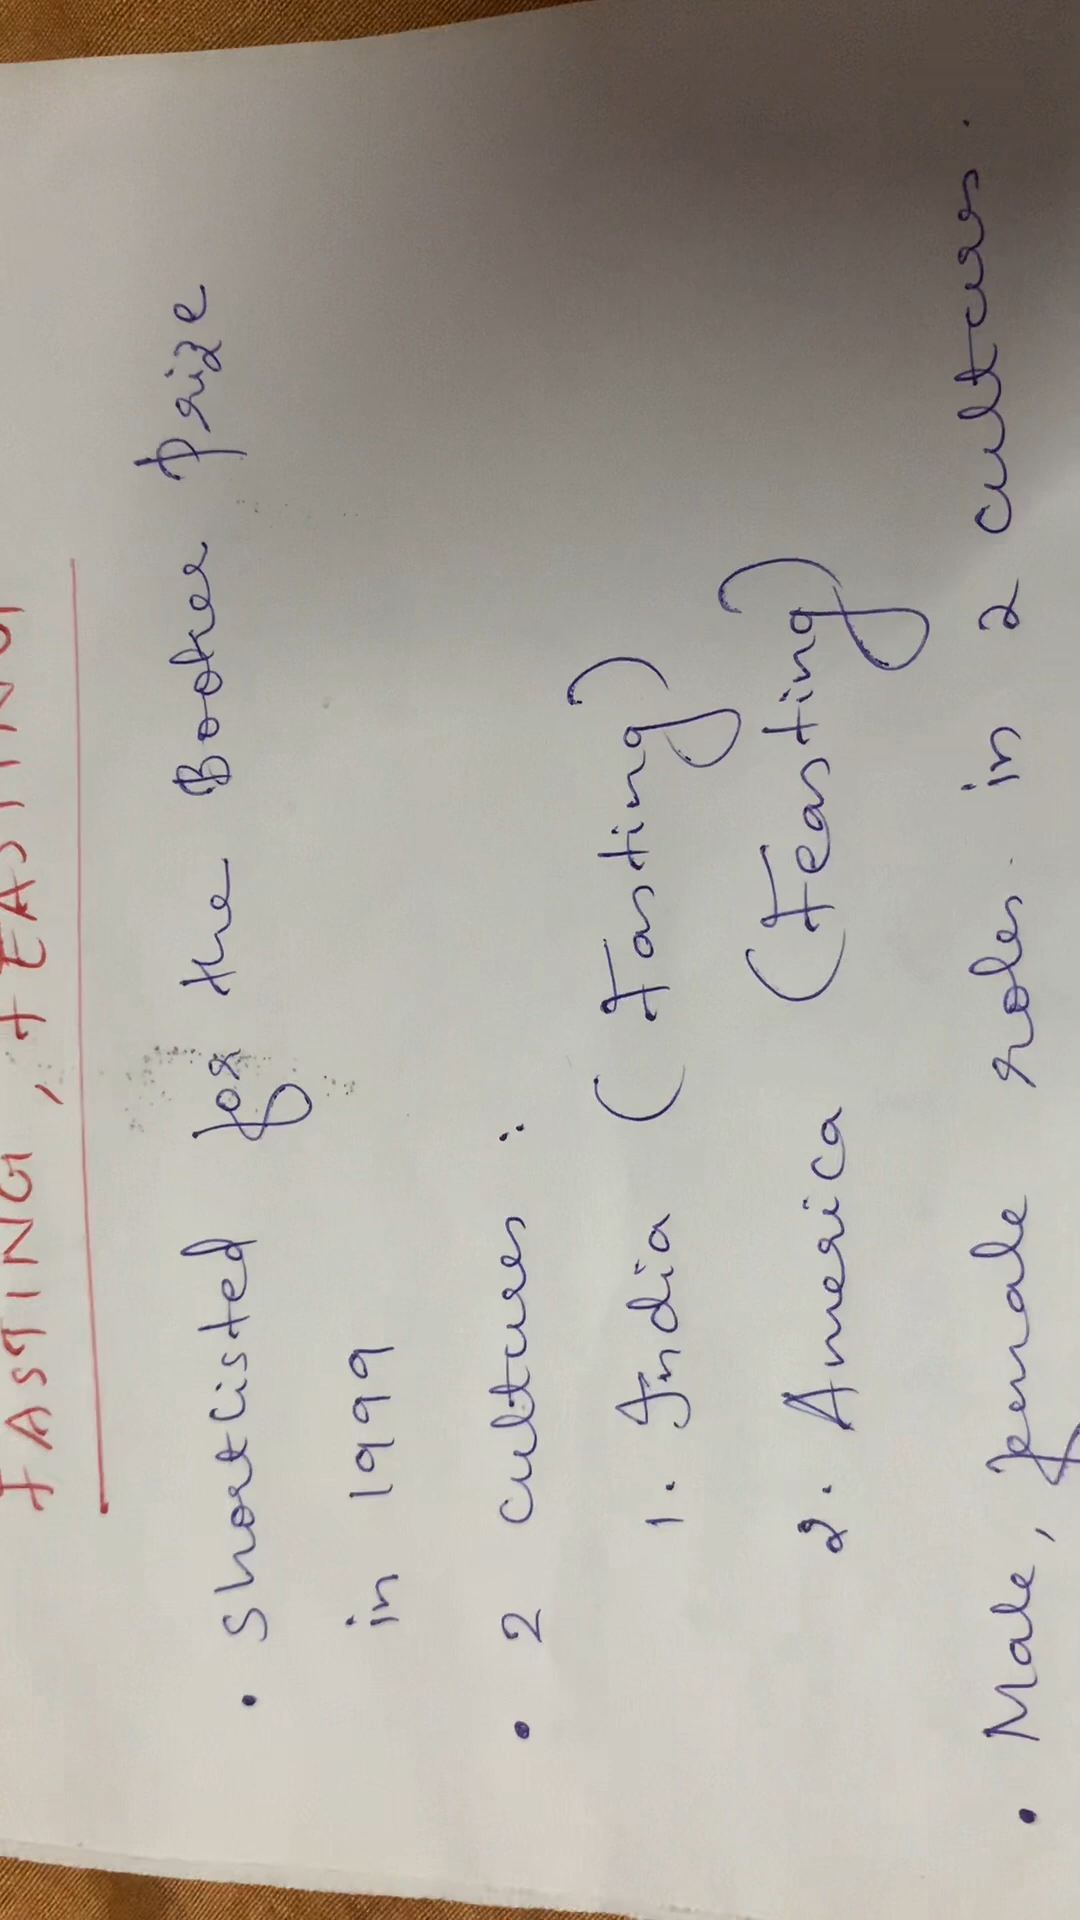 FASTING, FEASTING
• Shortlisted for the Booker prize
in 1999
• 2 cultures :
1. India (Fasting)
2. America (Feasting)
• Male, female roles in 2 cultures.